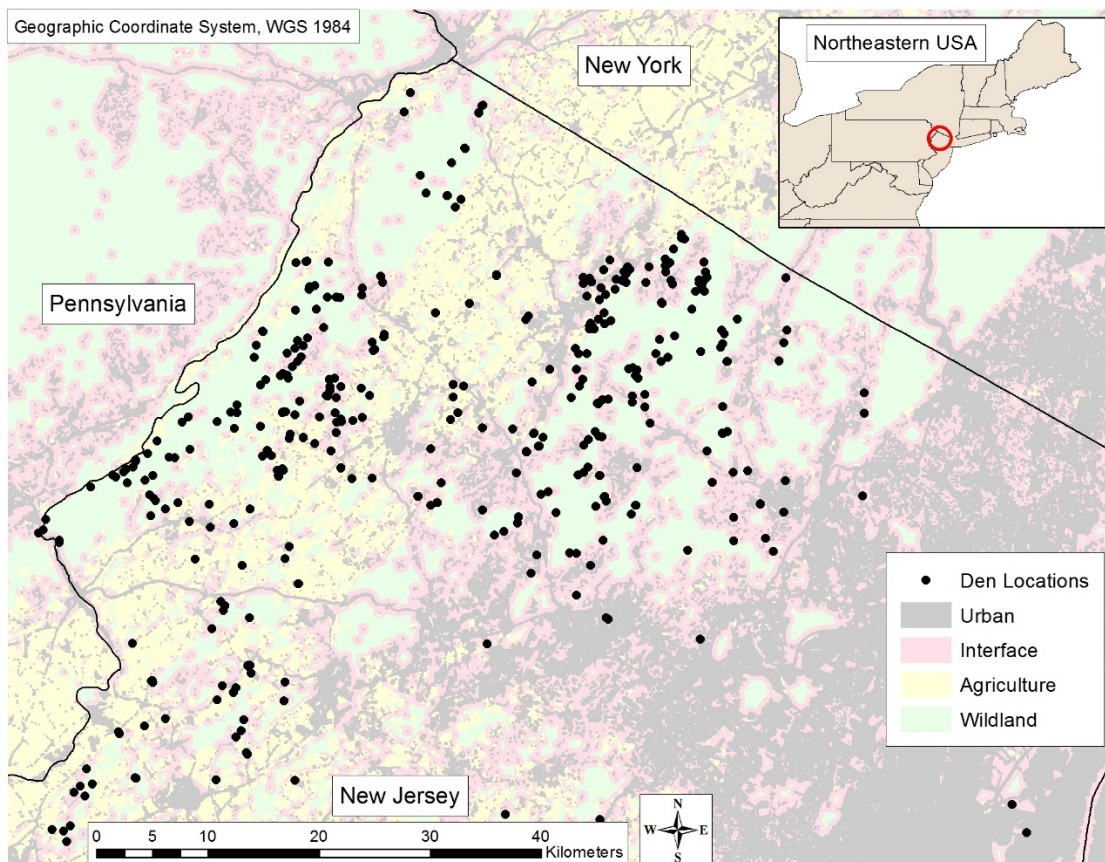 Geographic Coordinate System, WGS 1984
New York
Northeastern USA
Pennsylvania
Den Locations
Urban
Interface
Agriculture
Wildland
New Jersey
N
W E
S
0 5 10 20 30 40
Kilometers